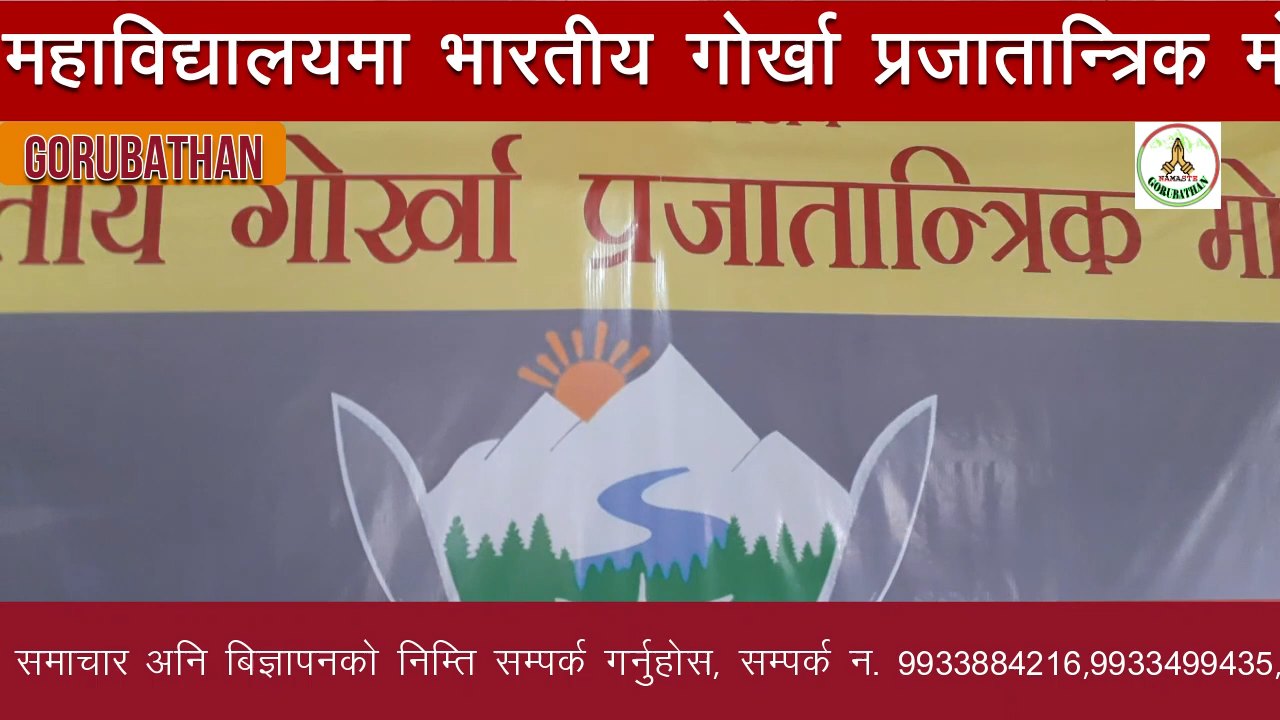 महाविद्यालयमा भारतीय गोर्खा प्रजातान्त्रिक
GORUBATHAN
NAMASTE
GORUBATHAN
गोर्खा प्रजातान्त्रिक
समाचार अनि बिज्ञापनको निम्ति सम्पर्क गर्नुहोस, सम्पर्क न. 9933884216,9933499435,